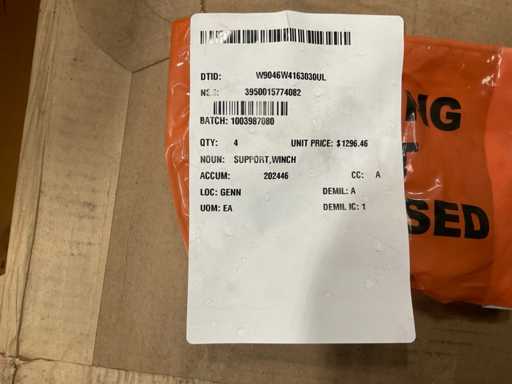 DTID: W9046W4163030UL
3950015774082
BATCH: 1003987080
QTY: 4 UNIT PRICE: $1296.46
NOUN: SUPPORT,WINCH
ACCUM: 202446 CC: A
LOC: GENN DEMIL: A
UOM: EA DEMIL IC: 1
NG
SED